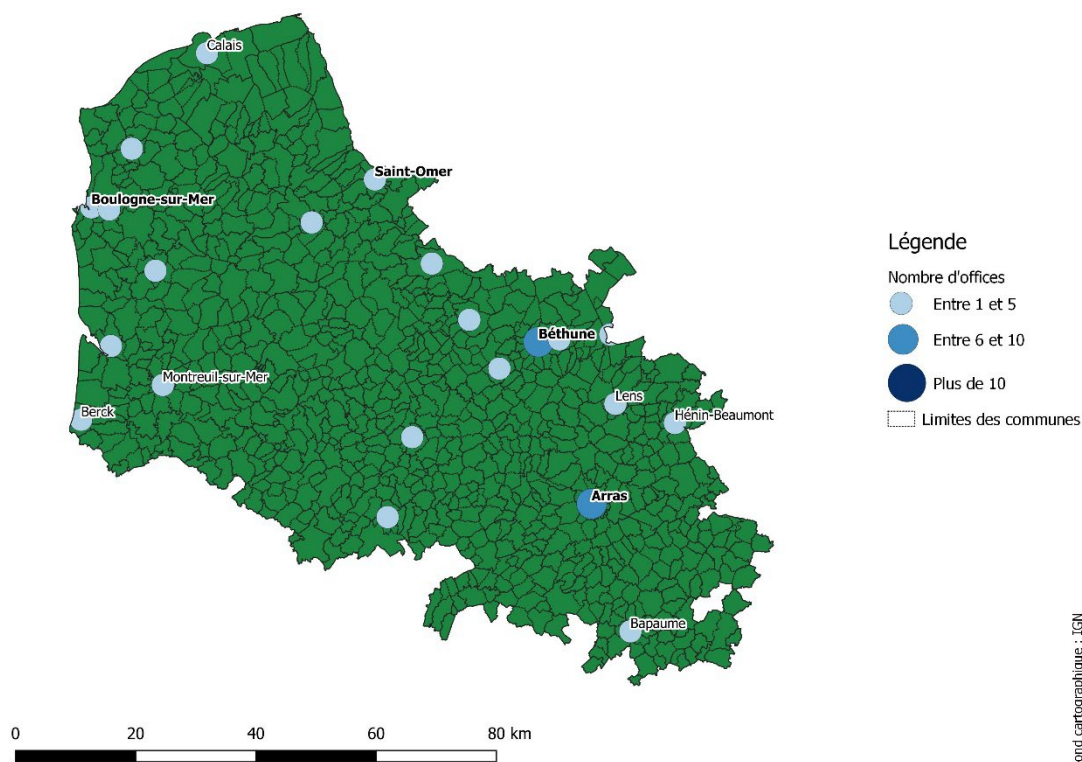 Calais
Saint-Omer
Boulogne-sur-Mer
Béthune
Montreuil-sur-Mer
Berck
Lens
Hénin-Beaumont
Arras
Bapaume
Légende
Nombre d'offices
Entre 1 et 5
Entre 6 et 10
Plus de 10
Limites des communes
0 20 40 60 80 km
ond cartographique : IGN